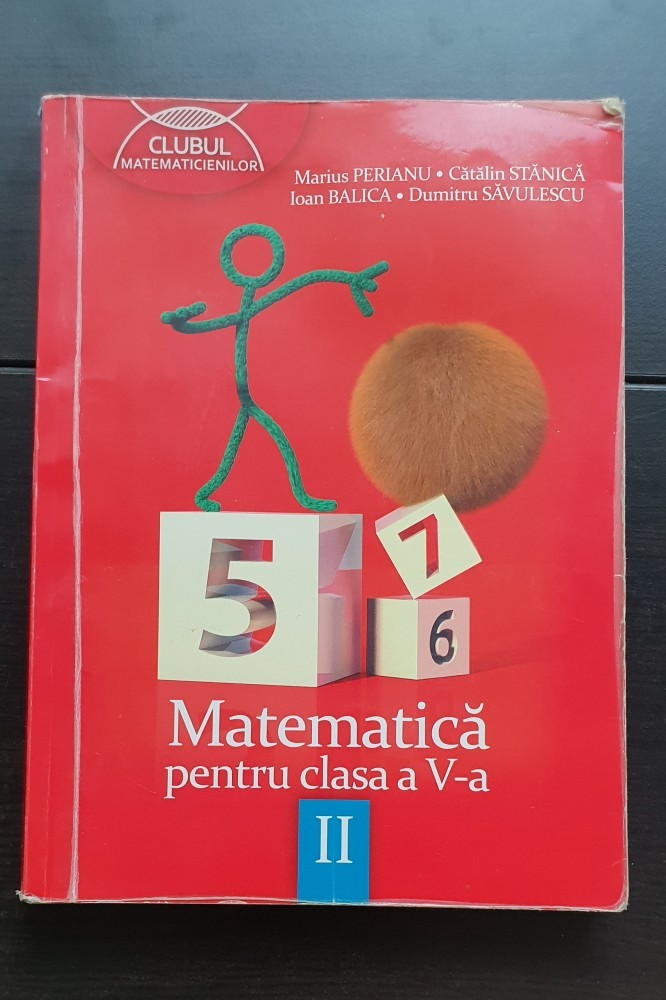 CLUBUL
MATEMATICIENILOR
Marius PERIANU • Cătălin STĂNICĂ
Ioan BALICA • Dumitru SĂVULESCU
5
7
6
Matematică
pentru clasa a V-a
II